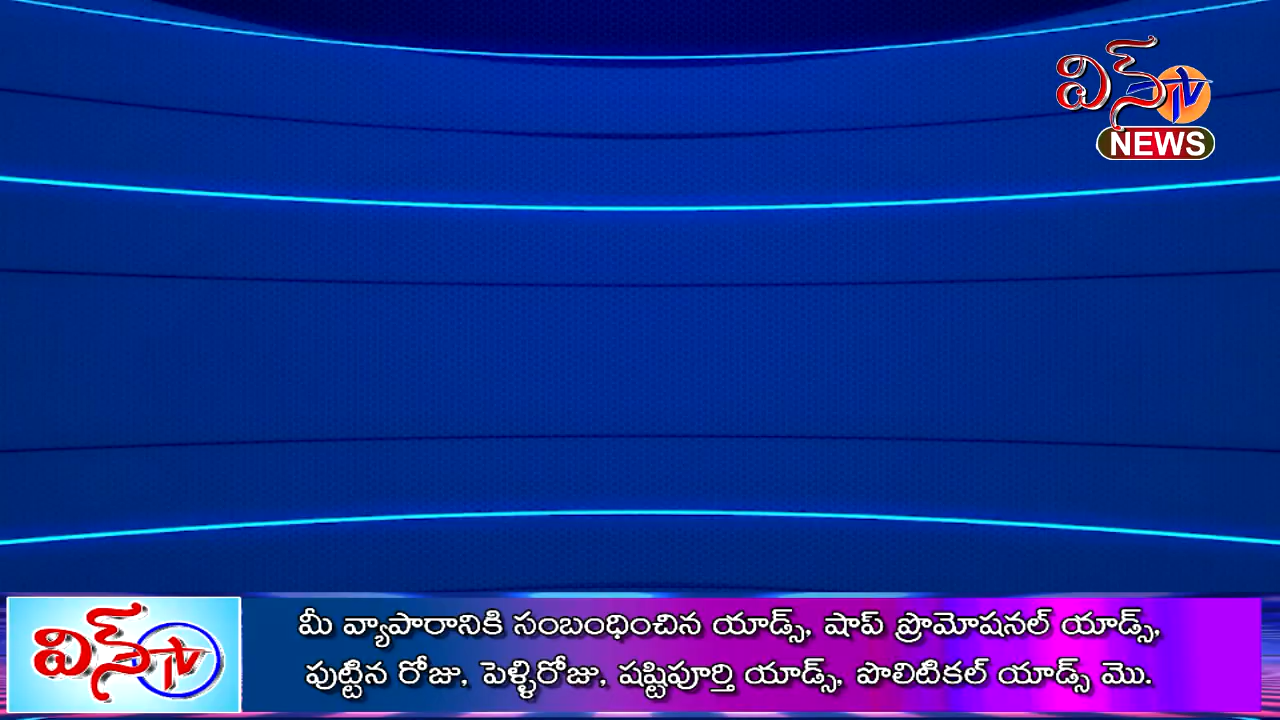 విన్ TV
NEWS
విన్ TV
మీ వ్యాపారానికి సంబంధించిన యాడ్స్, షాప్ ప్రొమోషనల్ యాడ్స్,
పుట్టిన రోజు, పెళ్ళిరోజు, షష్టిపూర్తి యాడ్స్, పొలిటికల్ యాడ్స్ మొ.